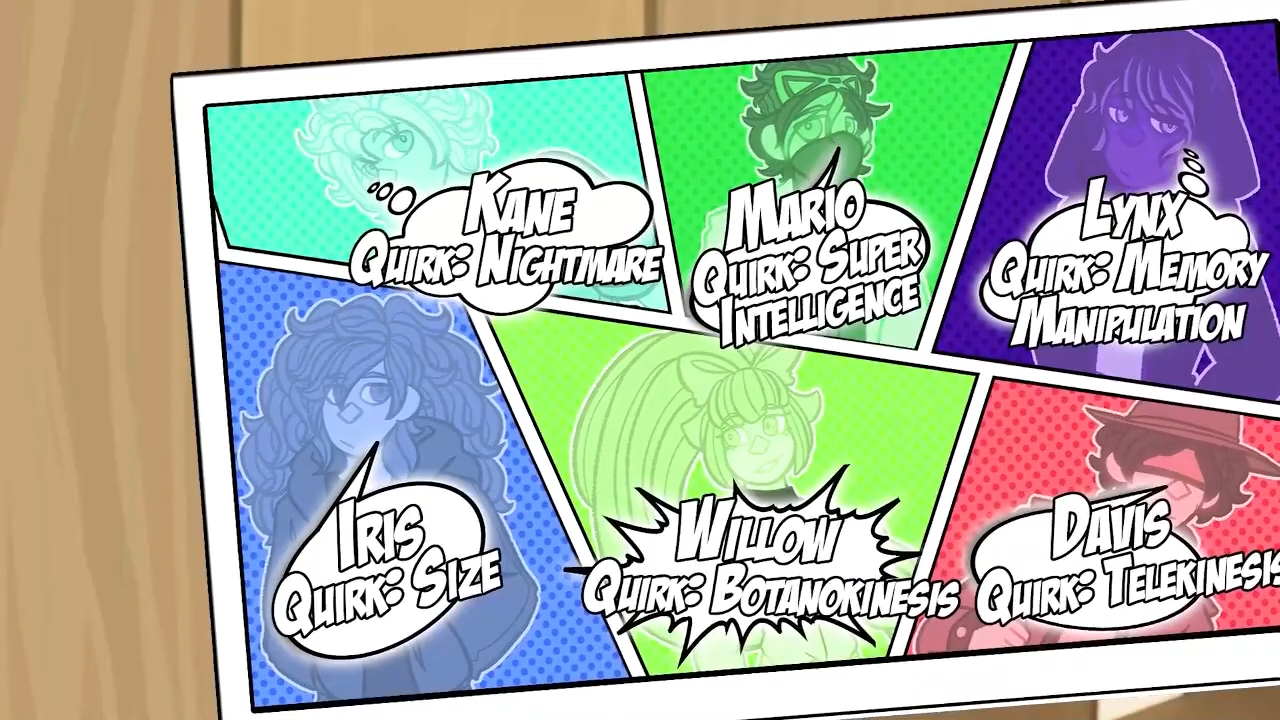 Kane
Quirk: Nightmare
Mario
Quirk: Super
Intelligence
Lynx
Quirk: Memory
Manipulation
Iris
Quirk: Size
Willow
Quirk: Botanokinesis
Davis
Quirk: Telekinesis